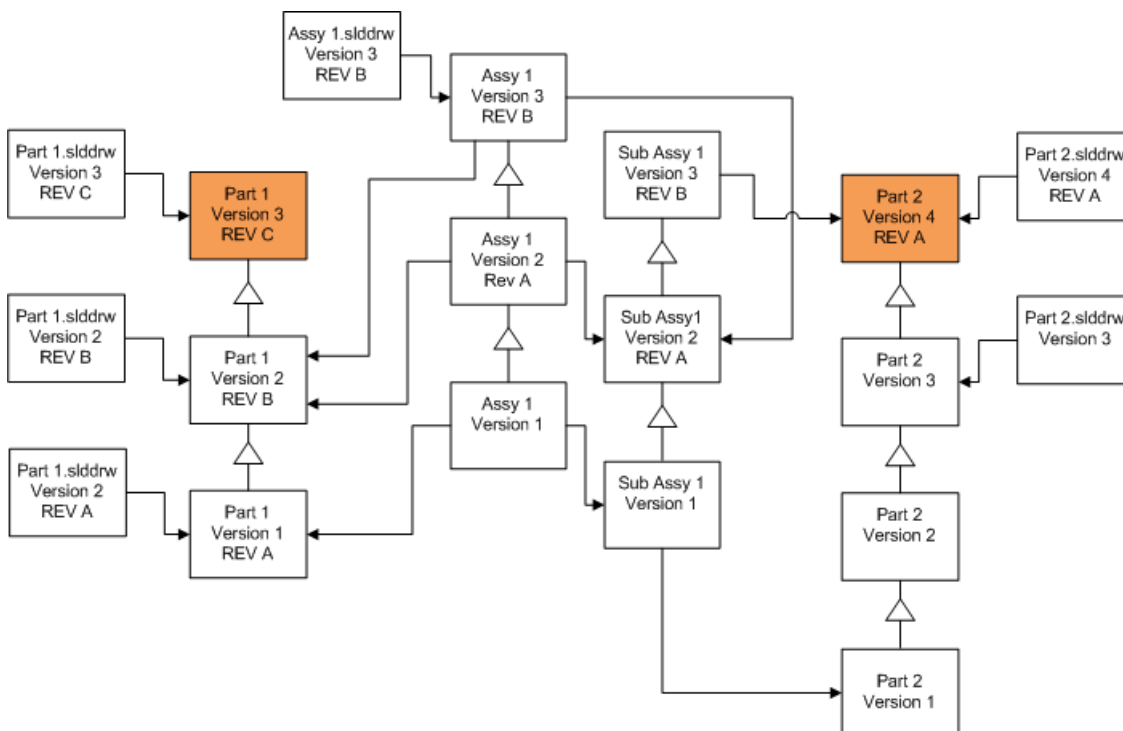 Assy 1.slddrw
Version 3
REV B
Assy 1
Version 3
REV B
Part 1.slddrw
Version 3
REV C
Part 1
Version 3
REV C
Sub Assy 1
Version 3
REV B
Part 2
Version 4
REV A
Part 2.slddrw
Version 4
REV A
Assy 1
Version 2
Rev A
Part 1.slddrw
Version 2
REV B
Part 1
Version 2
REV B
Sub Assy1
Version 2
REV A
Part 2
Version 3
Part 2.slddrw
Version 3
Assy 1
Version 1
Part 1.slddrw
Version 2
REV A
Part 1
Version 1
REV A
Sub Assy 1
Version 1
Part 2
Version 2
Part 2
Version 1